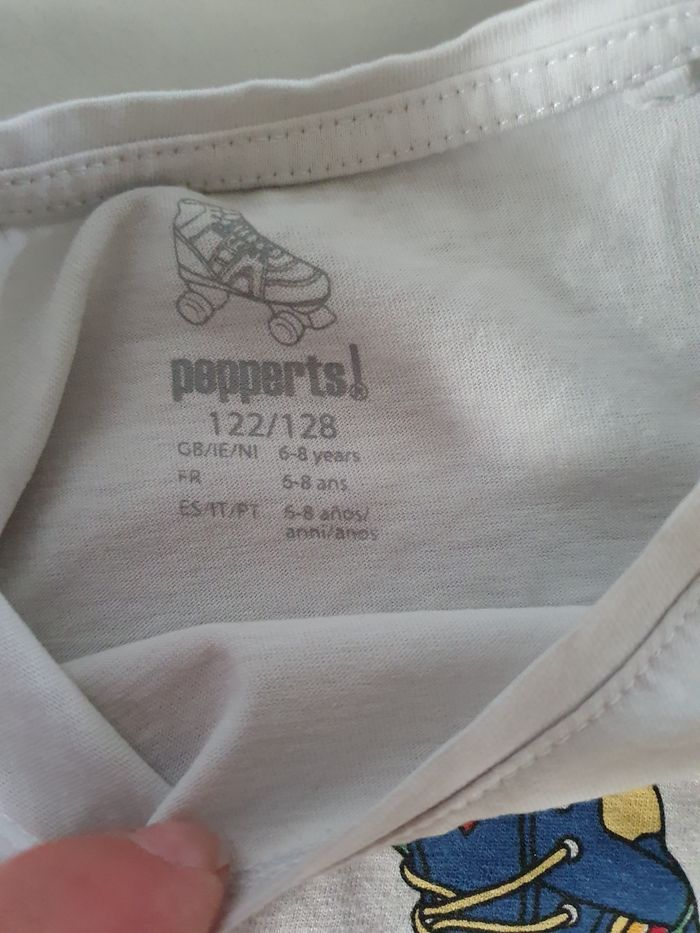 pepperts!®
122/128
GB/IE/NI 6-8 years
FR 6-8 ans
ES/IT/PT 6-8 años/
anni/anos